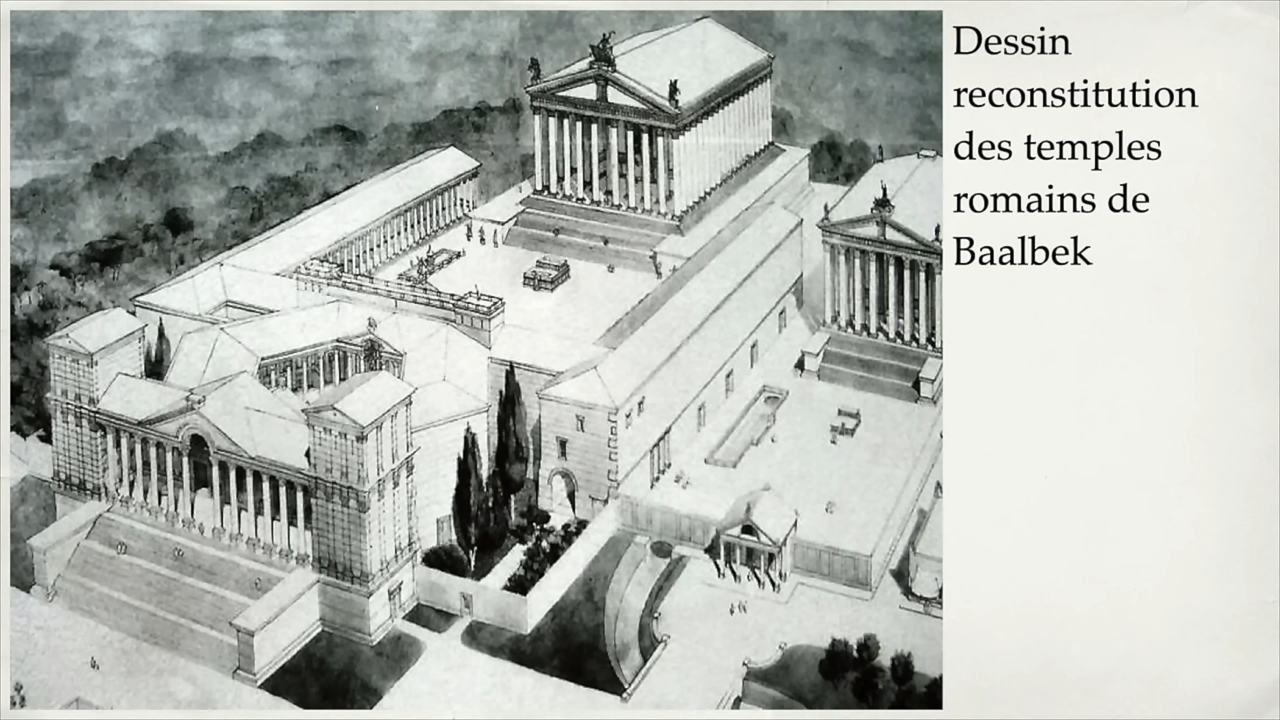 Dessin
reconstitution
des temples
romains de
Baalbek